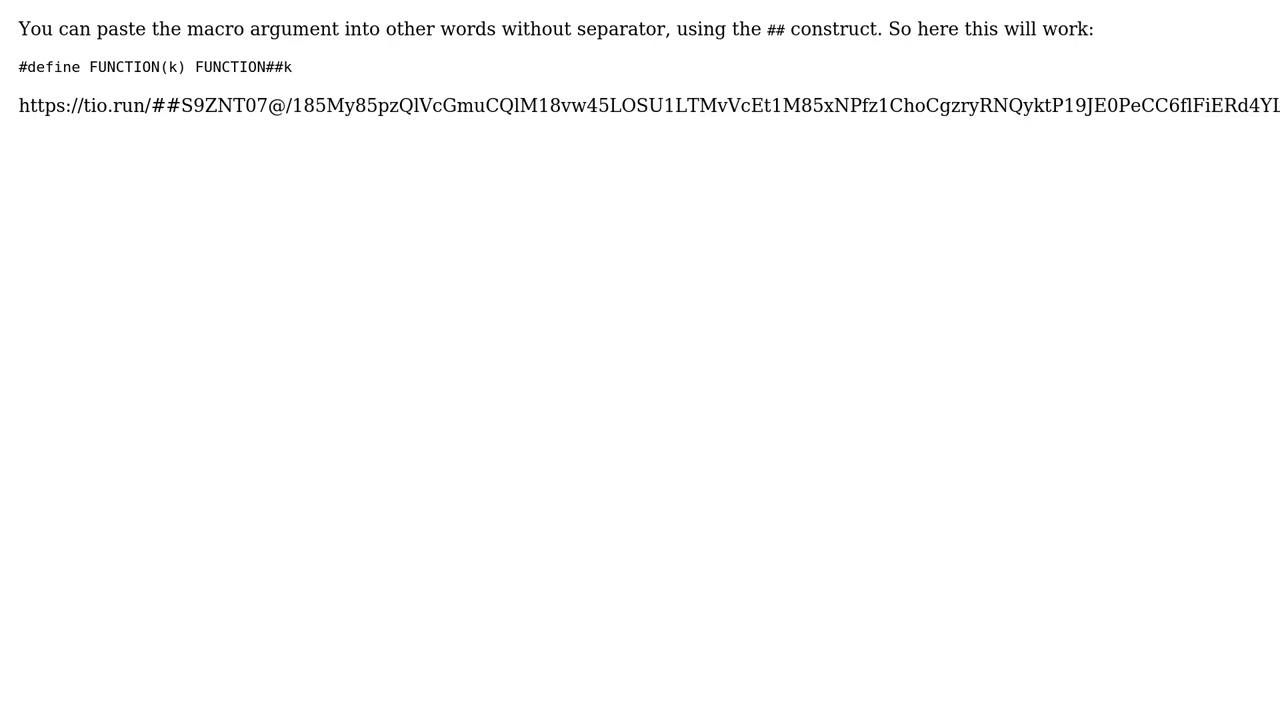 You can paste the macro argument into other words without separator, using the ## construct. So here this will work:
#define FUNCTION(k) FUNCTION##k
https://tio.run/##S9ZNT07@/185My85pzQlVcGmuCQlM18vw45LOSU1LTMvVcEt1M85xNPfz1ChoCgzryRNQyktP19JE0PeCC6flFiERd4YL